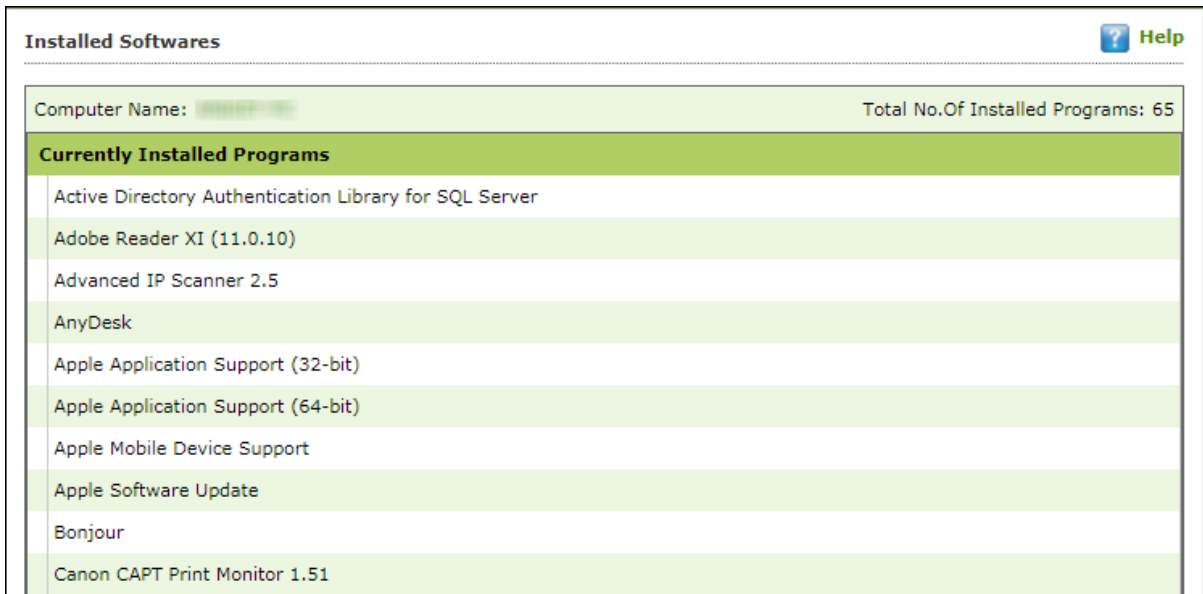 Installed Softwares
? Help
Computer Name:
Total No.Of Installed Programs: 65
Currently Installed Programs
Active Directory Authentication Library for SQL Server
Adobe Reader XI (11.0.10)
Advanced IP Scanner 2.5
AnyDesk
Apple Application Support (32-bit)
Apple Application Support (64-bit)
Apple Mobile Device Support
Apple Software Update
Bonjour
Canon CAPT Print Monitor 1.51